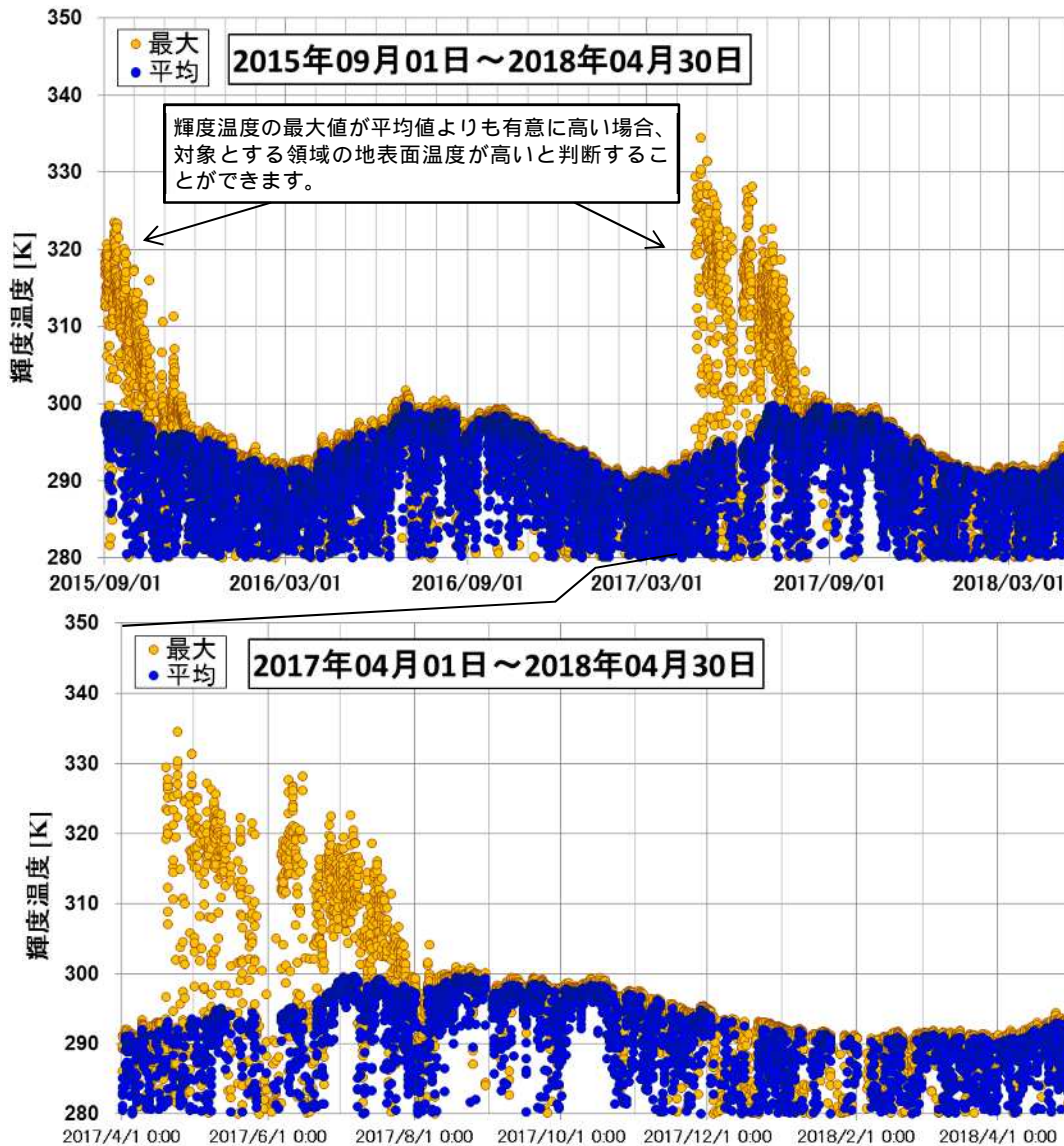 350
340
330
320
310
300
290
280
輝度温度 [K]
最大
平均
2015年09月01日～2018年04月30日
輝度温度の最大値が平均値よりも有意に高い場合、
対象とする領域の地表面温度が高いと判断するこ
とができます。
2015/09/01 2016/03/01 2016/09/01 2017/03/01 2017/09/01 2018/03/01
350
340
330
320
310
300
290
280
輝度温度 [K]
最大
平均
2017年04月01日～2018年04月30日
2017/4/1 0:00 2017/6/1 0:00 2017/8/1 0:00 2017/10/1 0:00 2017/12/1 0:00 2018/2/1 0:00 2018/4/1 0:00